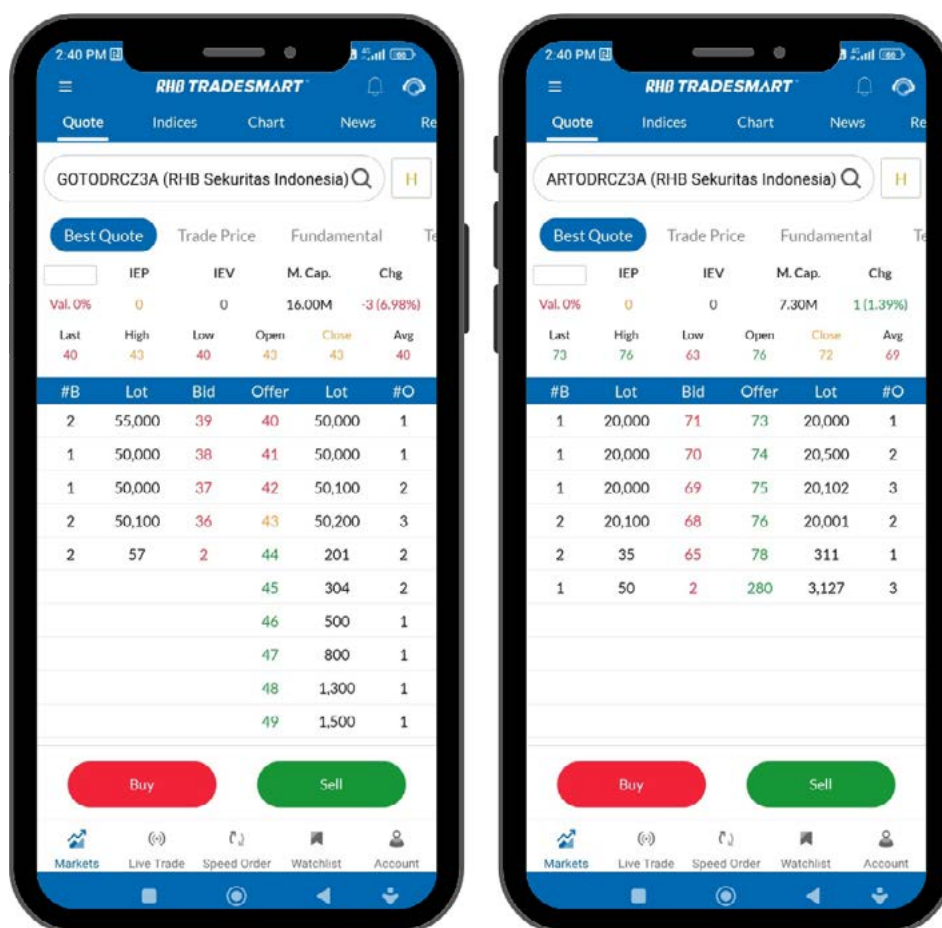 2:40 PM
RHB TRADESMART
Quote Indices Chart News Re
GOTODRCZ3A (RHB Sekuritas Indonesia) H
Best Quote Trade Price Fundamental Te
IEP IEV M. Cap. Chg
Val. 0% 0 0 16.00M -3 (6.98%)
Last High Low Open Close Avg
40 43 40 43 43 40
#B Lot Bid Offer Lot #O
2 55,000 39 40 50,000 1
1 50,000 38 41 50,000 1
1 50,000 37 42 50,100 2
2 50,100 36 43 50,200 3
2 57 2 44 201 2
45 304 2
46 500 1
47 800 1
48 1,300 1
49 1,500 1
Buy Sell
Markets Live Trade Speed Order Watchlist Account
2:40 PM
RHB TRADESMART
Quote Indices Chart News Re
ARTODRCZ3A (RHB Sekuritas Indonesia) H
Best Quote Trade Price Fundamental Te
IEP IEV M. Cap. Chg
Val. 0% 0 0 7.30M 1 (1.39%)
Last High Low Open Close Avg
73 76 63 76 72 69
#B Lot Bid Offer Lot #O
1 20,000 71 73 20,000 1
1 20,000 70 74 20,500 2
1 20,000 69 75 20,102 3
2 20,100 68 76 20,001 2
2 35 65 78 311 1
1 50 2 280 3,127 3
Buy Sell
Markets Live Trade Speed Order Watchlist Account